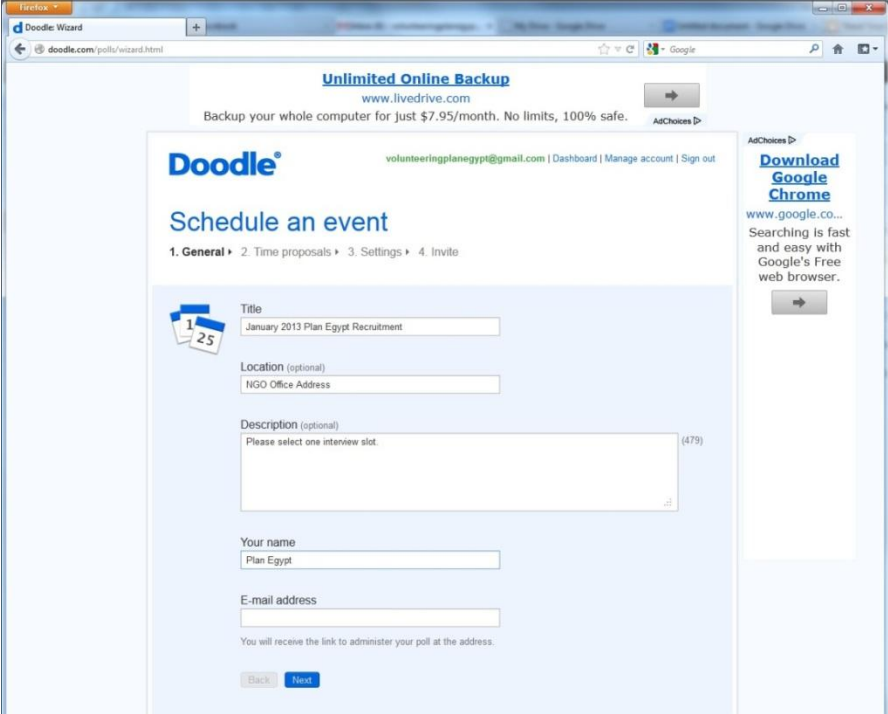 Firefox
Doodle: Wizard
+
doodle.com/polls/wizard.html
Google
Unlimited Online Backup
www.livedrive.com
Backup your whole computer for just $7.95/month. No limits, 100% safe.
AdChoices
Doodle®
volunteeringplanegypt@gmail.com | Dashboard | Manage account | Sign out
AdChoices
Download
Google
Chrome
www.google.co...
Searching is fast
and easy with
Google's Free
web browser.
Schedule an event
1. General 2. Time proposals 3. Settings 4. Invite
1
25
Title
January 2013 Plan Egypt Recruitment
Location (optional)
NGO Office Address
Description (optional)
Please select one interview slot.
(479)
Your name
Plan Egypt
E-mail address
You will receive the link to administer your poll at the address.
Back Next